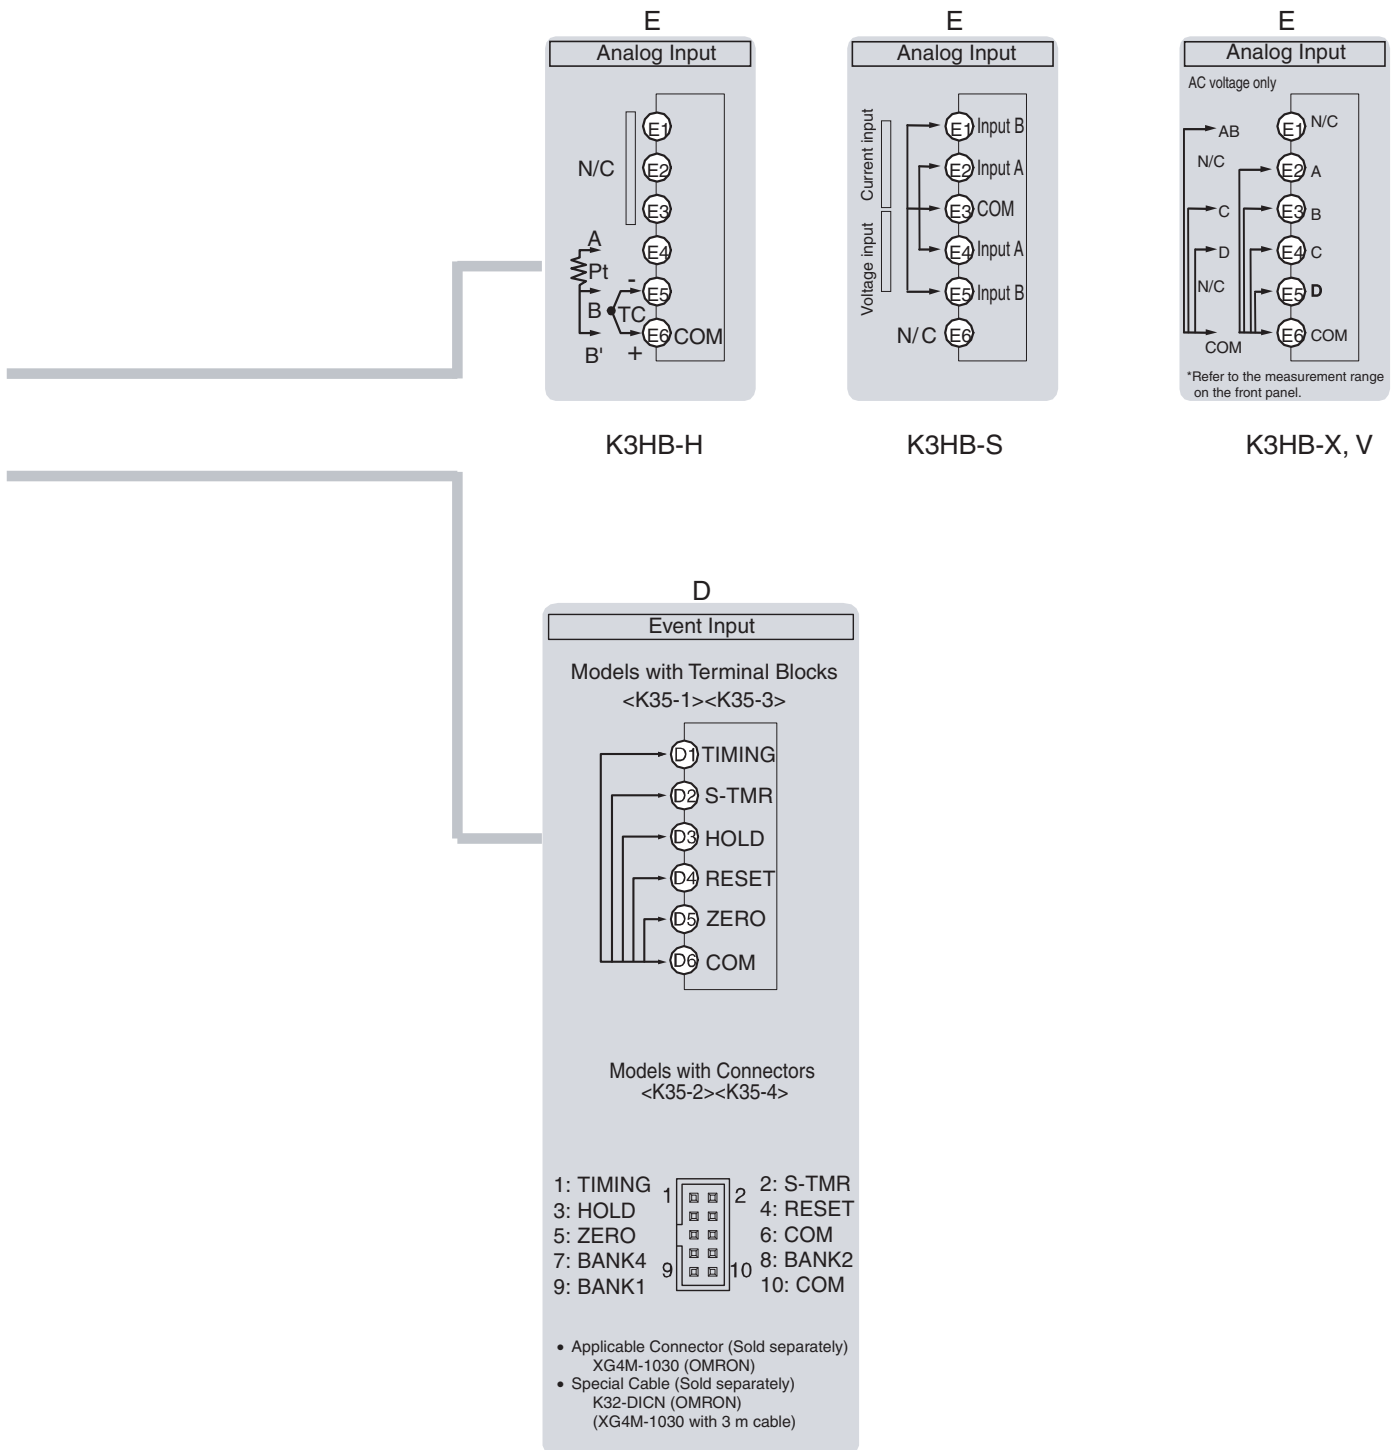 E
Analog Input
E1
E2
E3
E4
E5
E6
N/C
A
Pt
B
B'
-
TC
+
COM
K3HB-H
E
Analog Input
Current input
Voltage input
E1 Input B
E2 Input A
E3 COM
E4 Input A
E5 Input B
N/C E6
K3HB-S
E
Analog Input
AC voltage only
AB
N/C
C
D
N/C
COM
E1 N/C
E2 A
E3 B
E4 C
E5 D
E6 COM
*Refer to the measurement range
on the front panel.
K3HB-X, V
D
Event Input
Models with Terminal Blocks
<K35-1><K35-3>
D1 TIMING
D2 S-TMR
D3 HOLD
D4 RESET
D5 ZERO
D6 COM
Models with Connectors
<K35-2><K35-4>
1: TIMING
3: HOLD
5: ZERO
7: BANK4
9: BANK1
1
2
9
10
2: S-TMR
4: RESET
6: COM
8: BANK2
10: COM
• Applicable Connector (Sold separately)
XG4M-1030 (OMRON)
• Special Cable (Sold separately)
K32-DICN (OMRON)
(XG4M-1030 with 3 m cable)